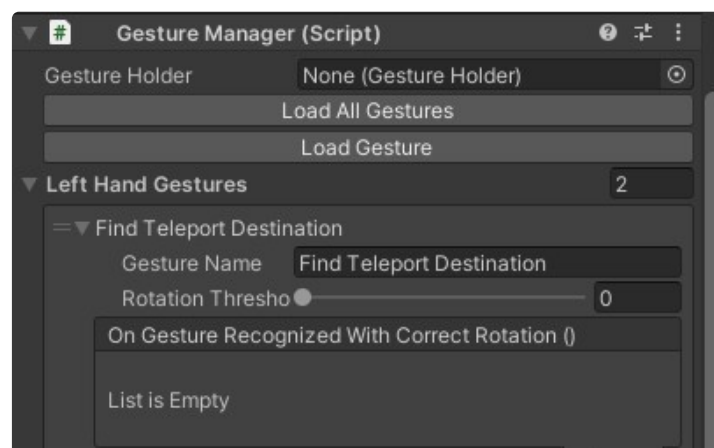 # Gesture Manager (Script)
Gesture Holder None (Gesture Holder)
Load All Gestures
Load Gesture
Left Hand Gestures 2
Find Teleport Destination
Gesture Name Find Teleport Destination
Rotation Thresho 0
On Gesture Recognized With Correct Rotation ()
List is Empty